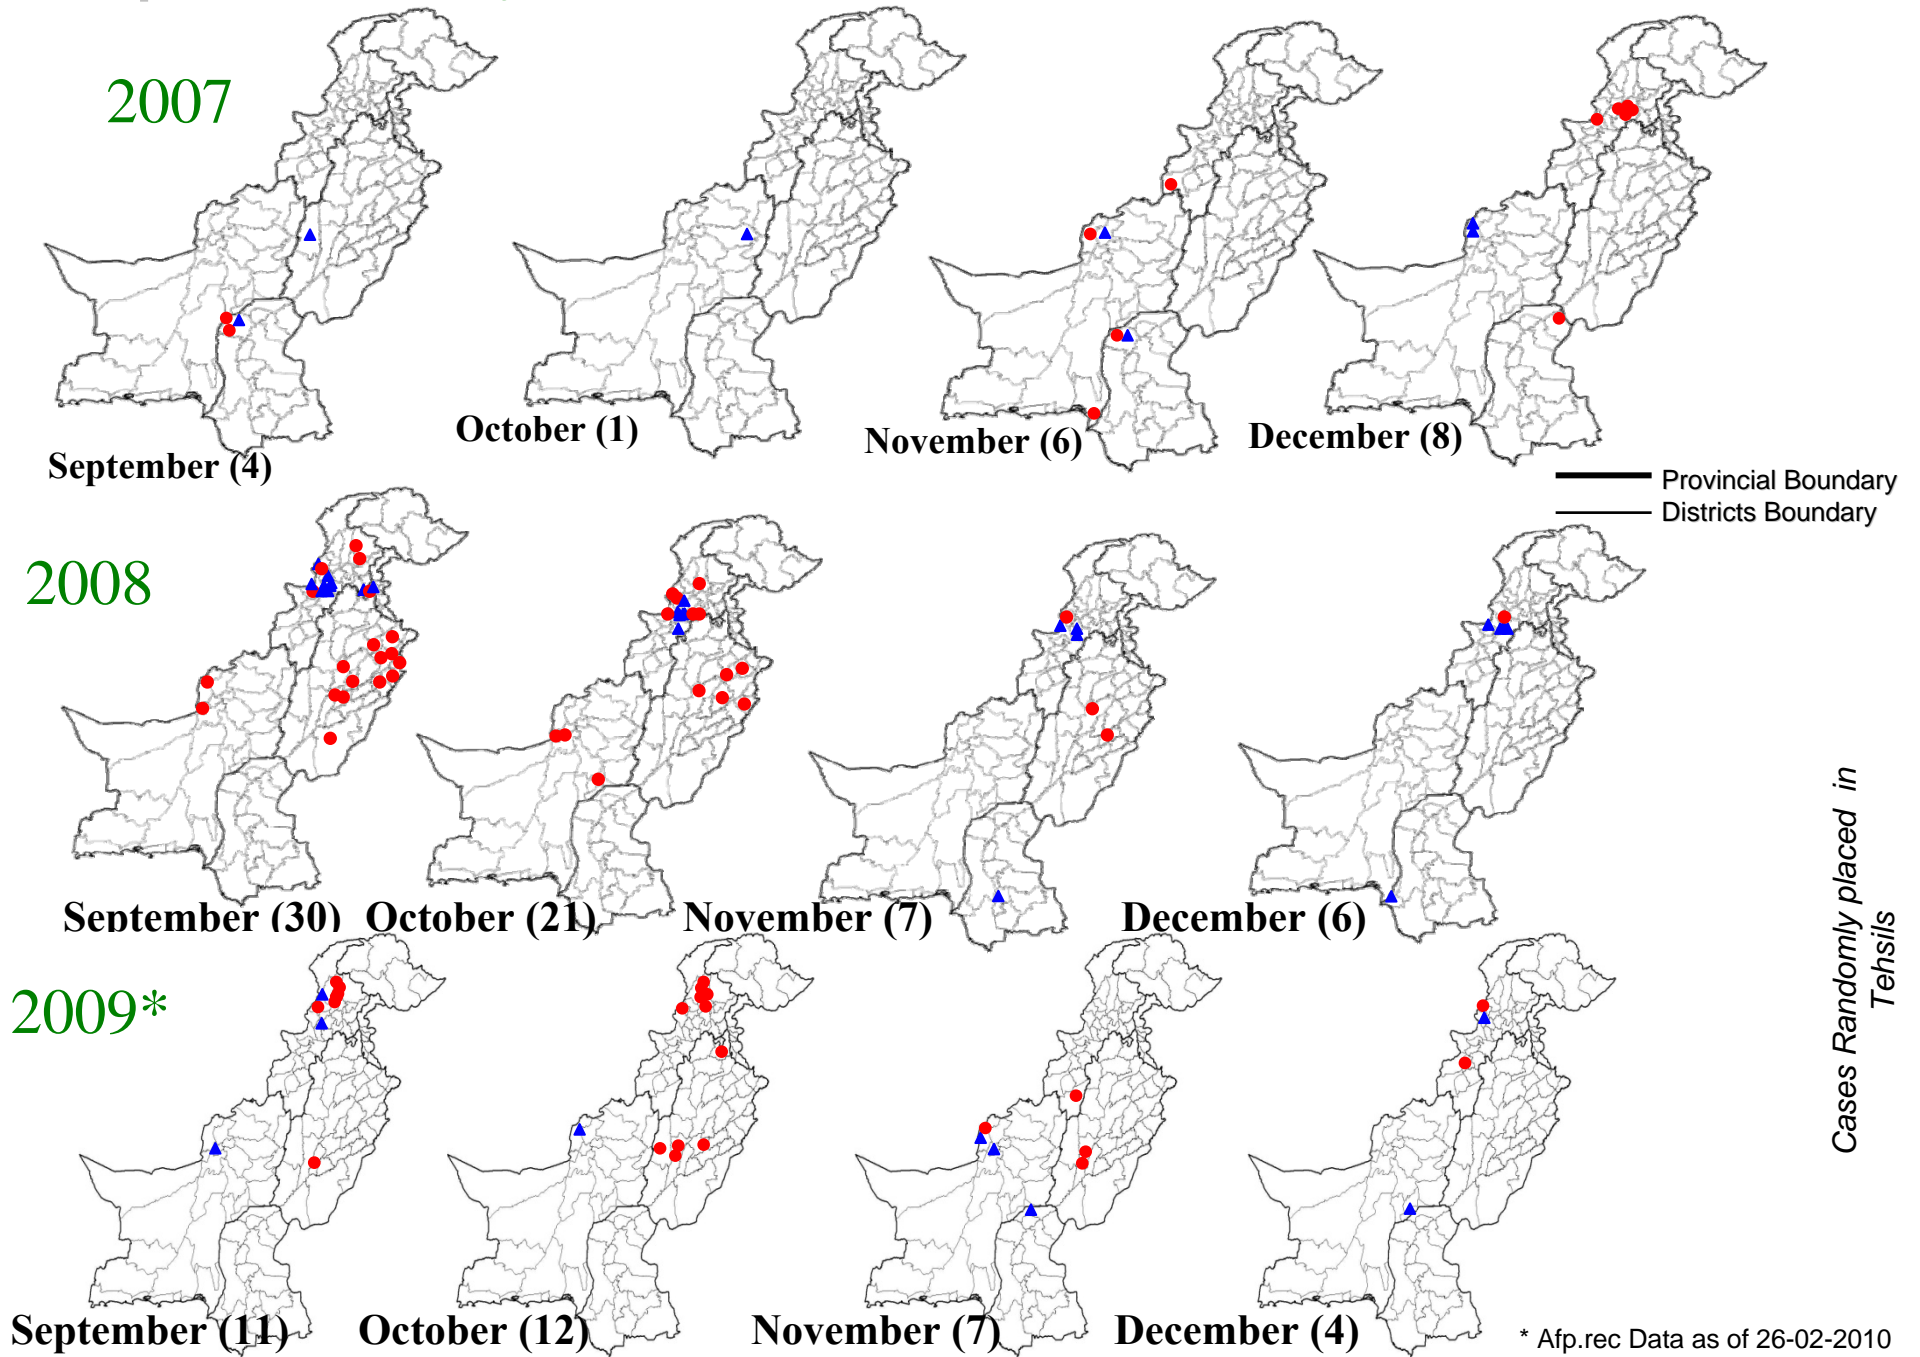 2007
September (4)
October (1)
November (6)
December (8)
Provincial Boundary
Districts Boundary
2008
September (30)
October (21)
November (7)
December (6)
Cases Randomly placed in
Tehsils
2009*
September (11)
October (12)
November (7)
December (4)
* Afp.rec Data as of 26-02-2010